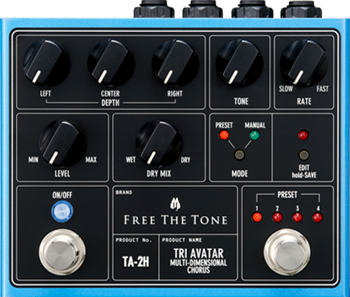 LEFT CENTER RIGHT
DEPTH
TONE
SLOW FAST
RATE
MIN MAX
LEVEL
WET DRY
DRY MIX
PRESET MANUAL
MODE
EDIT
hold-SAVE
ON/OFF
BRAND
FREE THE TONE
PRODUCT No.
TA-2H
PRODUCT NAME
TRI AVATAR
MULTI-DIMENSIONAL
CHORUS
PRESET
1 2 3 4